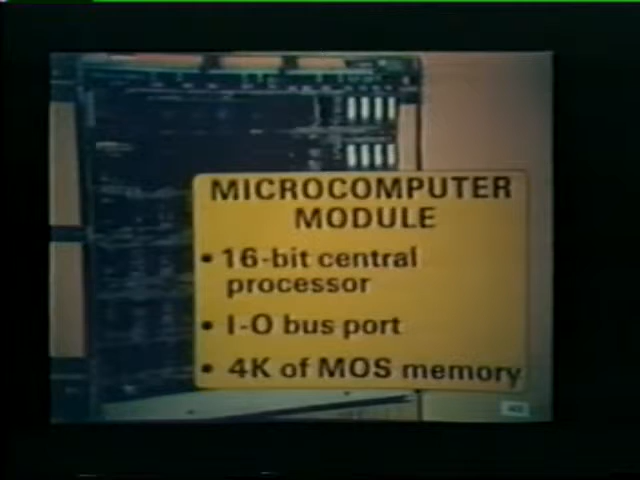 MICROCOMPUTER
MODULE
• 16-bit central
processor
• I-O bus port
• 4K of MOS memory